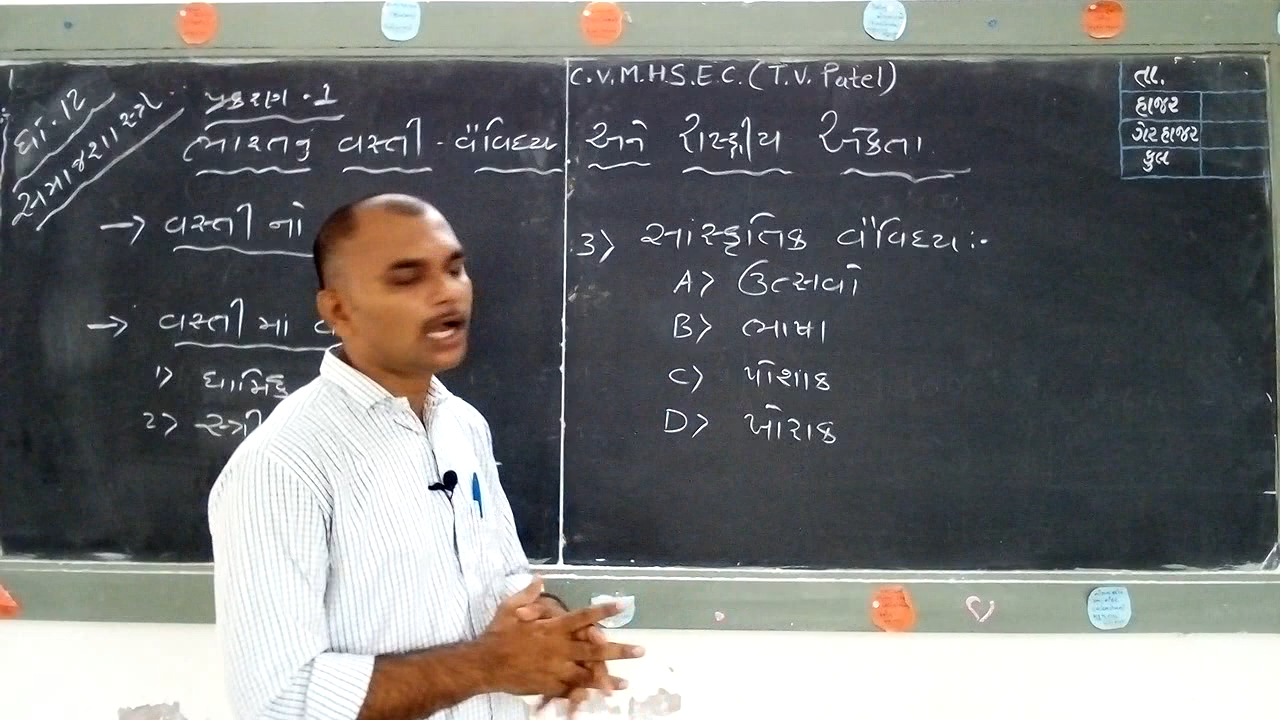 ધો.12
સમાજશાસ્ત્ર
પ્રકરણ.1
ભારતનું વસ્તી-વૈવિધ્ય અને રાષ્ટ્રીય એકતા
→ વસ્તી નો
→ વસ્તી માં
1) ધાર્મિક
2) સ્ત્રી
C.V.M.H.S.E.C. (T.V. Patel)
3) સાંસ્કૃતિક વૈવિધ્ય :-
A) ઉત્સવો
B) ભાષા
C) પોશાક
D) ખોરાક
તા.
હાજર
ગેરહાજર
કુલ